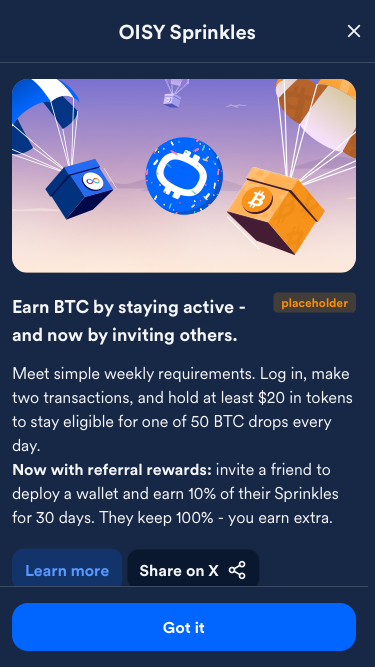 OISY Sprinkles
Earn BTC by staying active -
and now by inviting others.
placeholder
Meet simple weekly requirements. Log in, make
two transactions, and hold at least $20 in tokens
to stay eligible for one of 50 BTC drops every
day.
Now with referral rewards: invite a friend to
deploy a wallet and earn 10% of their Sprinkles
for 30 days. They keep 100% - you earn extra.
Learn more
Share on X
Got it